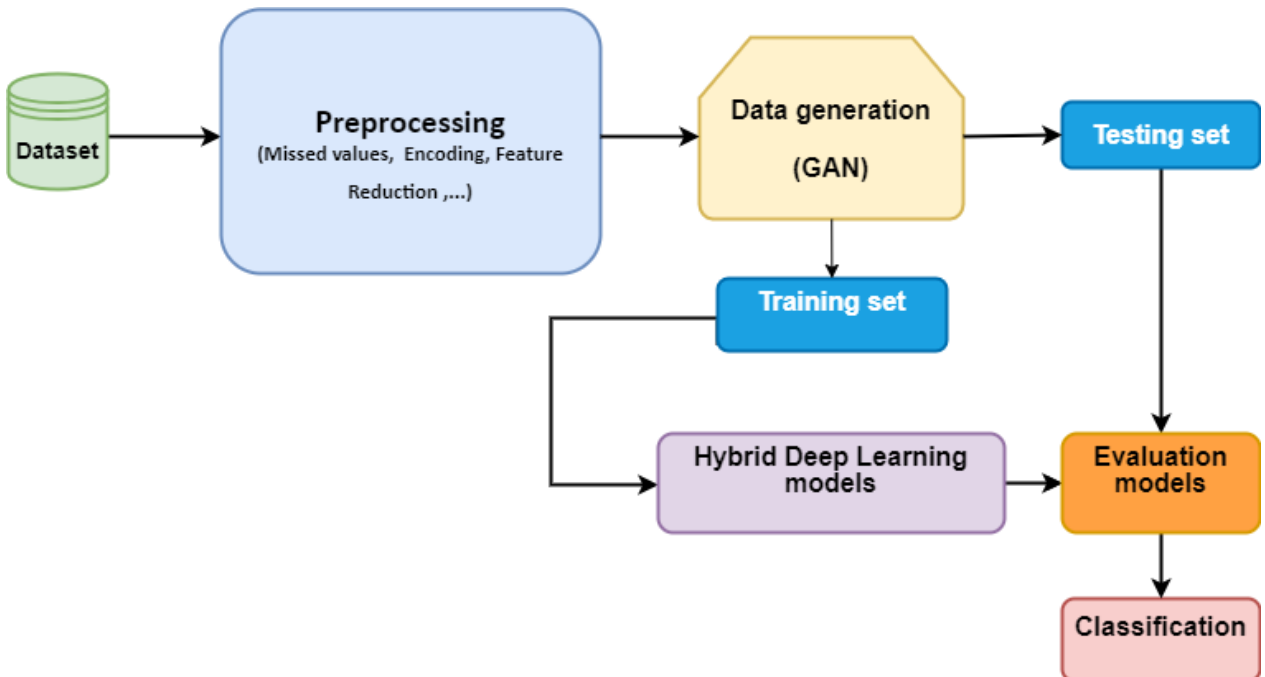 Dataset
Preprocessing
(Missed values, Encoding, Feature
Reduction ,...)
Data generation
(GAN)
Testing set
Training set
Hybrid Deep Learning
models
Evaluation
models
Classification